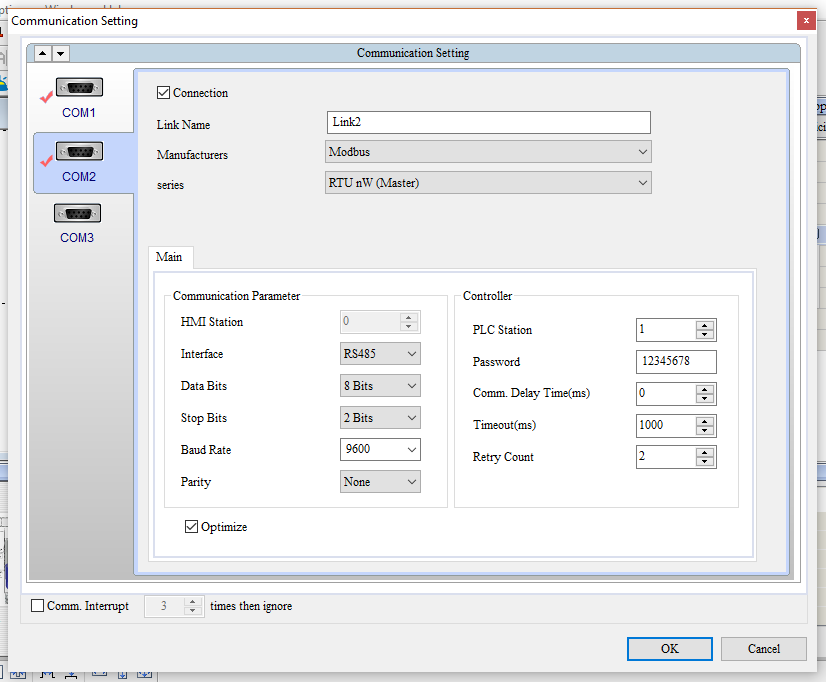 Communication Setting
x
Communication Setting
COM1
COM2
COM3
Connection
Link Name Link2
Manufacturers Modbus
series RTU nW (Master)
Main
Communication Parameter
HMI Station 0
Interface RS485
Data Bits 8 Bits
Stop Bits 2 Bits
Baud Rate 9600
Parity None
Optimize
Controller
PLC Station 1
Password 12345678
Comm. Delay Time(ms) 0
Timeout(ms) 1000
Retry Count 2
Comm. Interrupt 3 times then ignore
OK Cancel